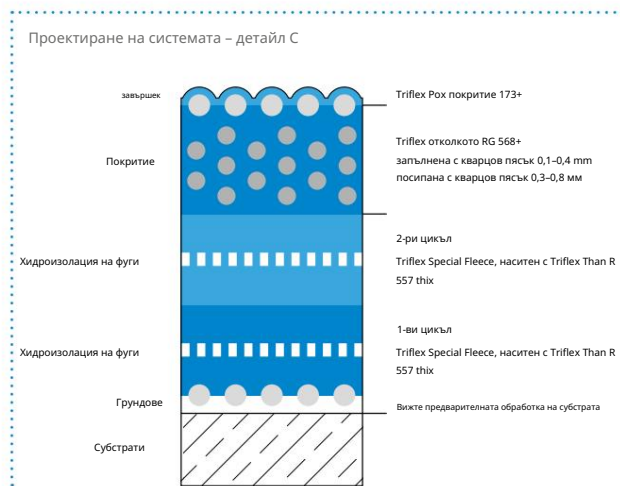 Проектиране на системата – детайл C
завършек
Triflex Pox покритие 173+
Покритие
Triflex отколкото RG 568+
запълнена с кварцов пясък 0,1–0,4 mm
посипана с кварцов пясък 0,3–0,8 мм
2-ри цикъл
Хидроизолация на фуги
Triflex Special Fleece, наситен с Triflex Than R
557 thix
1-ви цикъл
Хидроизолация на фуги
Triflex Special Fleece, наситен с Triflex Than R
557 thix
Грундове
Вижте предварителната обработка на субстрата
Субстрати